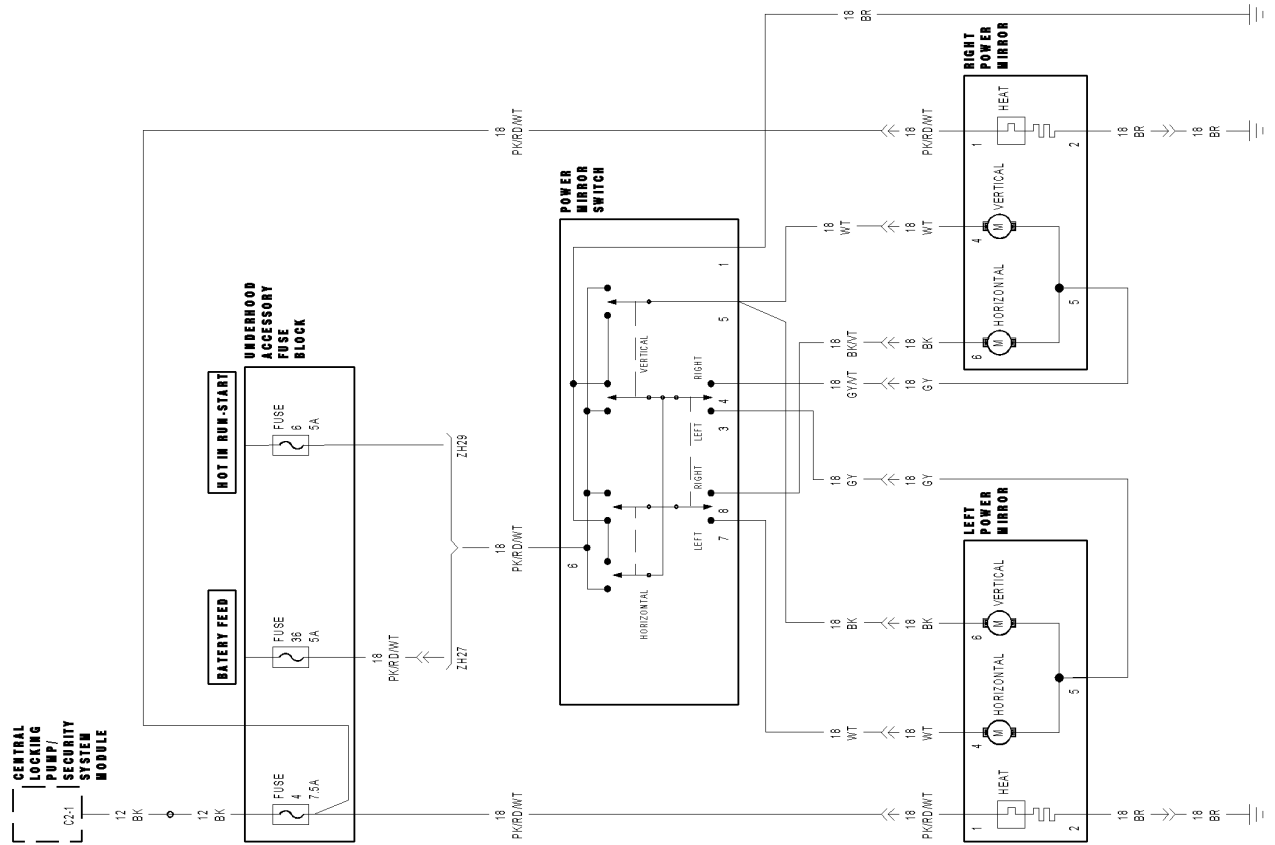 CENTRAL
LOCKING
PUMP/
SECURITY
SYSTEM
MODULE
C2-1
12
BK
12
BK
UNDERHOOD
ACCESSORY
FUSE
BLOCK
HOT IN RUN-START
FUSE
6
5A
BATERY FEED
FUSE
36
5A
FUSE
4
7.5A
18
PK/RD/WT
ZH27
ZH29
18
PK/RD/WT
18
PK/RD/WT
18
PK/RD/WT
POWER
MIRROR
SWITCH
6
HORIZONTAL
VERTICAL
LEFT
RIGHT
LEFT
RIGHT
7
8
3
4
5
1
18
BR
18
WT
18
WT
18
BK/VT
18
BK
18
GY/VT
18
GY
18
GY
18
GY
18
BK
18
BK
18
WT
18
WT
18
PK/RD/WT
18
PK/RD/WT
RIGHT
POWER
MIRROR
1
HEAT
2
4
M
VERTICAL
6
M
HORIZONTAL
5
18
BR
18
BR
LEFT
POWER
MIRROR
6
M
VERTICAL
4
M
HORIZONTAL
5
1
HEAT
2
18
BR
18
BR